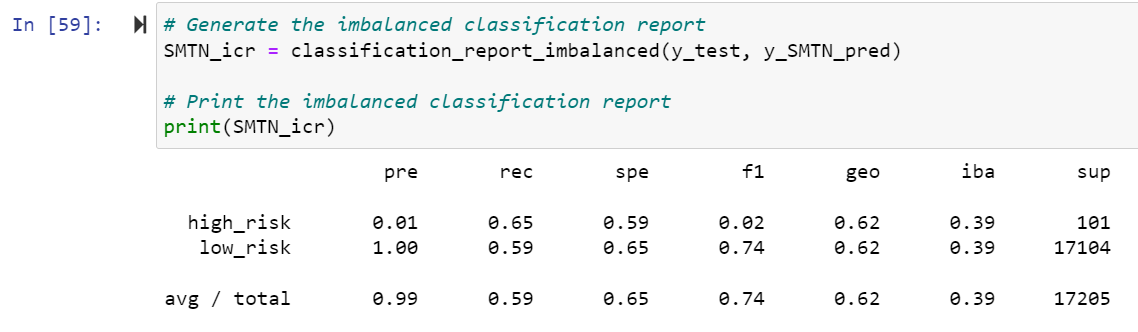 In [59]:
# Generate the imbalanced classification report
SMTN_icr = classification_report_imbalanced(y_test, y_SMTN_pred)
# Print the imbalanced classification report
print(SMTN_icr)
pre rec spe f1 geo iba sup
high_risk 0.01 0.65 0.59 0.02 0.62 0.39 101
low_risk 1.00 0.59 0.65 0.74 0.62 0.39 17104
avg / total 0.99 0.59 0.65 0.74 0.62 0.39 17205